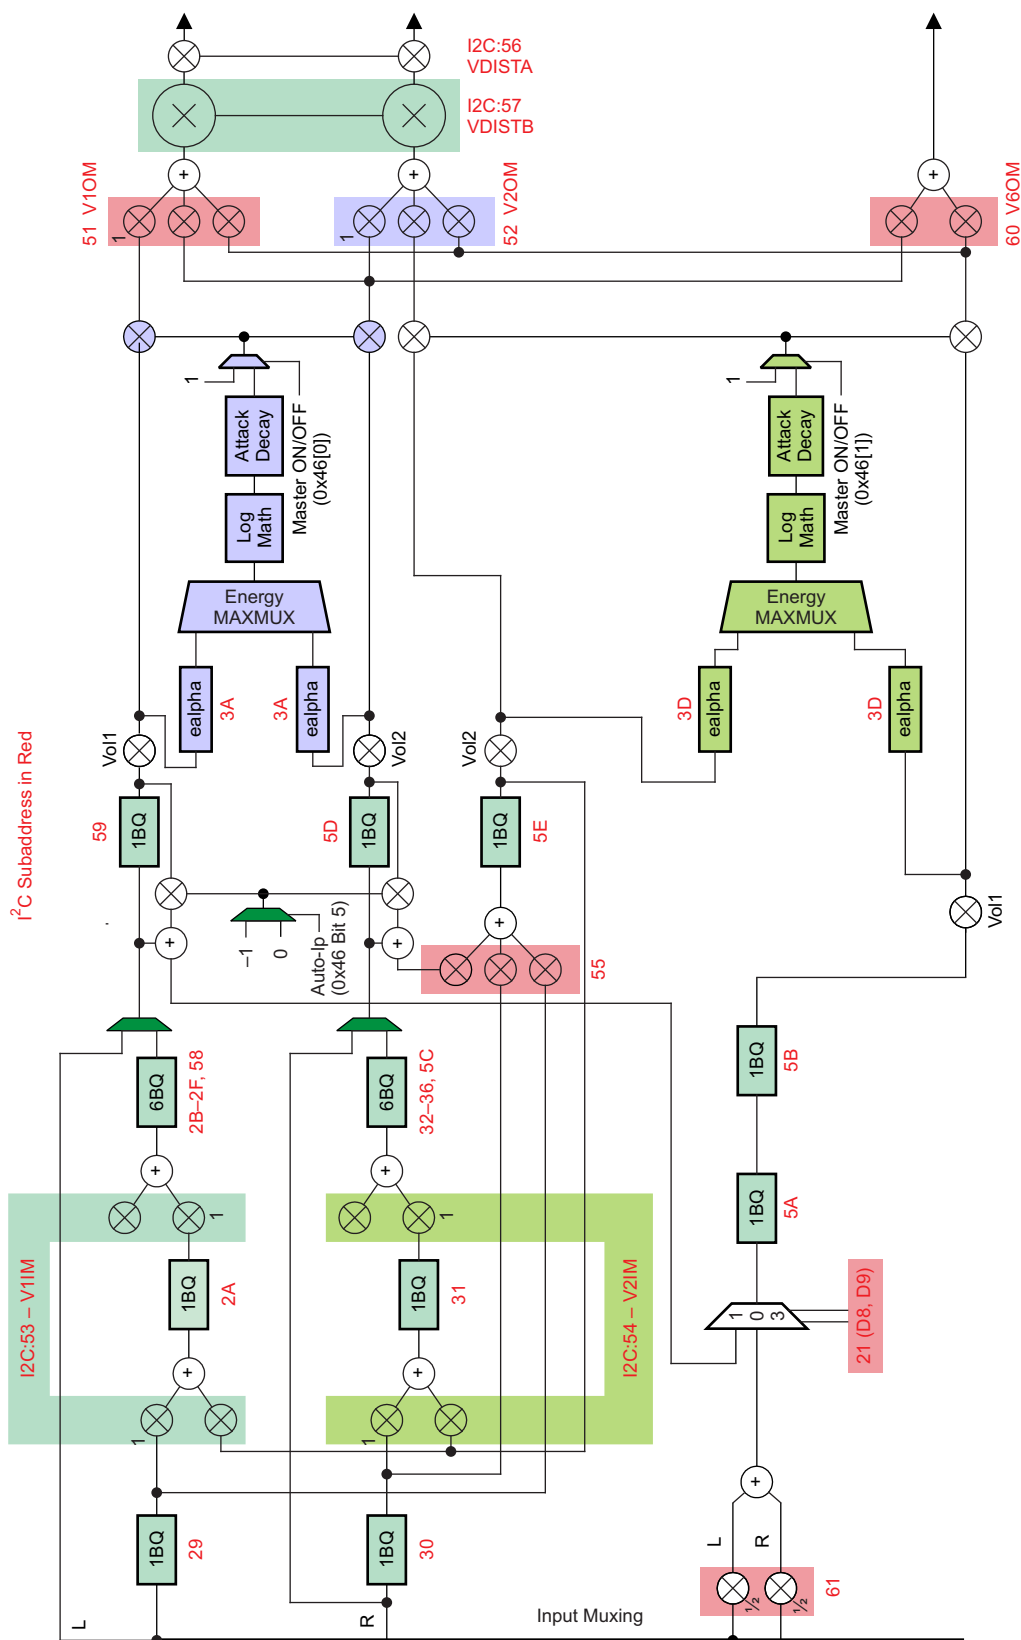 I2C:56
VDISTA
I2C:57
VDISTB
51 V1OM
52 V2OM
60 V6OM
1
1
1
Attack
Decay
Log
Math
Master ON/OFF
(0x46[0])
Energy
MAXMUX
ealpha
3A
ealpha
3A
1
Attack
Decay
Log
Math
Master ON/OFF
(0x46[1])
Energy
MAXMUX
ealpha
3D
ealpha
3D
I²C Subaddress in Red
Vol1
Vol2
Vol2
Vol1
59
1BQ
5D
1BQ
1BQ
5E
–1
0
Auto-lp
(0x46 Bit 5)
55
6BQ
2B–2F, 58
6BQ
32–36, 5C
1BQ
5B
1BQ
5A
I2C:53 – V1IM
1
1BQ
2A
1
I2C:54 – V2IM
1
1BQ
31
1
1
0
3
21 (D8, D9)
1BQ
29
1BQ
30
L
R
L
R
½
½
61
Input Muxing